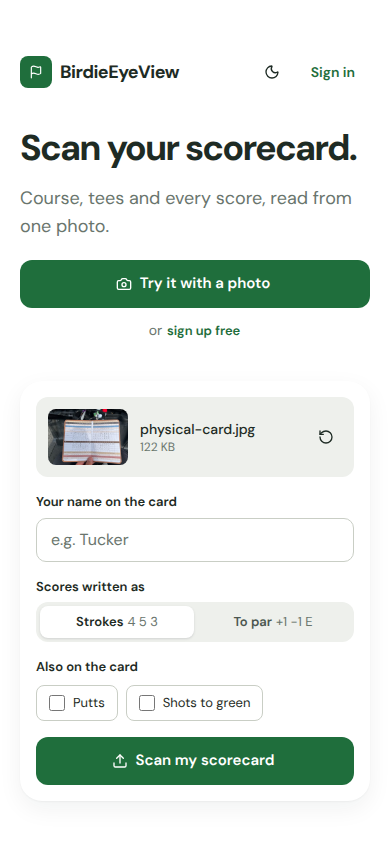 BirdieEyeView
Sign in
Scan your scorecard.
Course, tees and every score, read from
one photo.
Try it with a photo
or sign up free
physical-card.jpg
122 KB
Your name on the card
e.g. Tucker
Scores written as
Strokes 4 5 3
To par +1 −1 E
Also on the card
Putts
Shots to green
Scan my scorecard